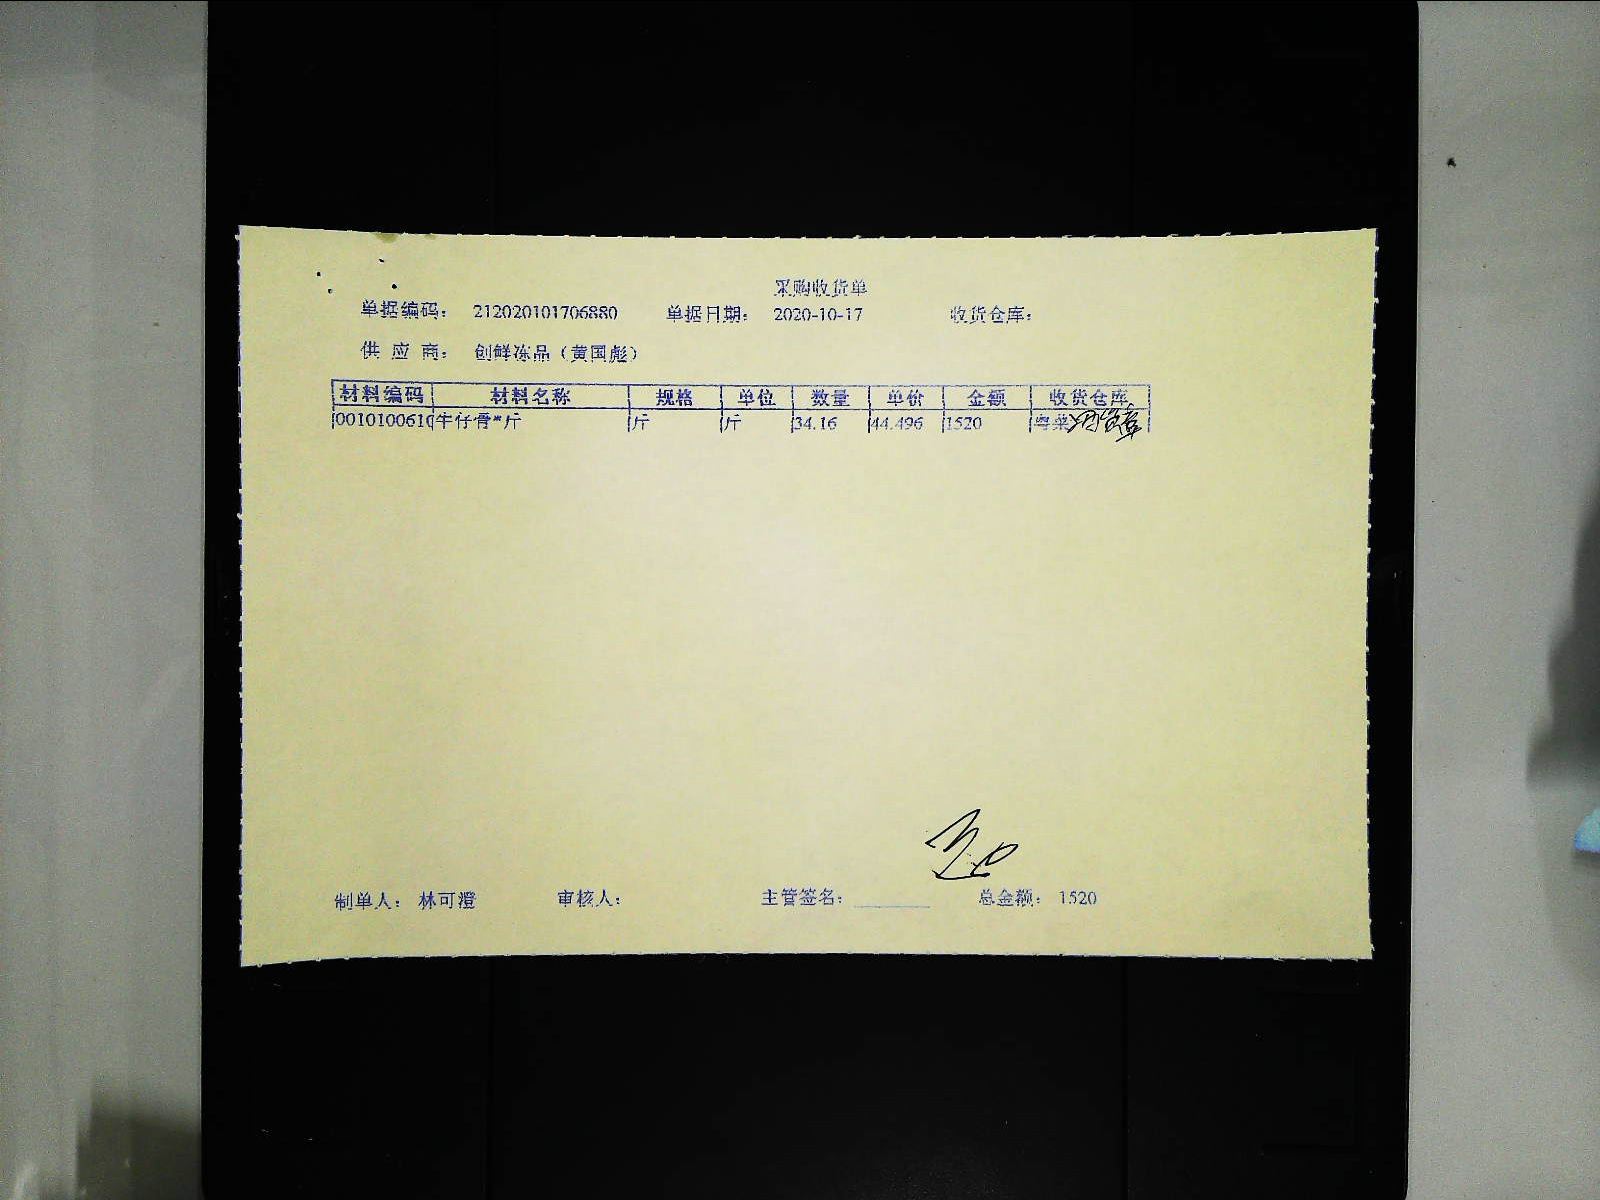 采购收货单
单据编码： 212020101706880 单据日期： 2020-10-17 收货仓库：
供 应 商： 创鲜冻品（黄国彪）
材料编码 材料名称 规格 单位 数量 单价 金额 收货仓库
001010061 牛仔骨*斤 斤 斤 34.16 44.496 1520 粤菜
制单人： 林可澄 审核人： 主管签名： 总金额： 1520